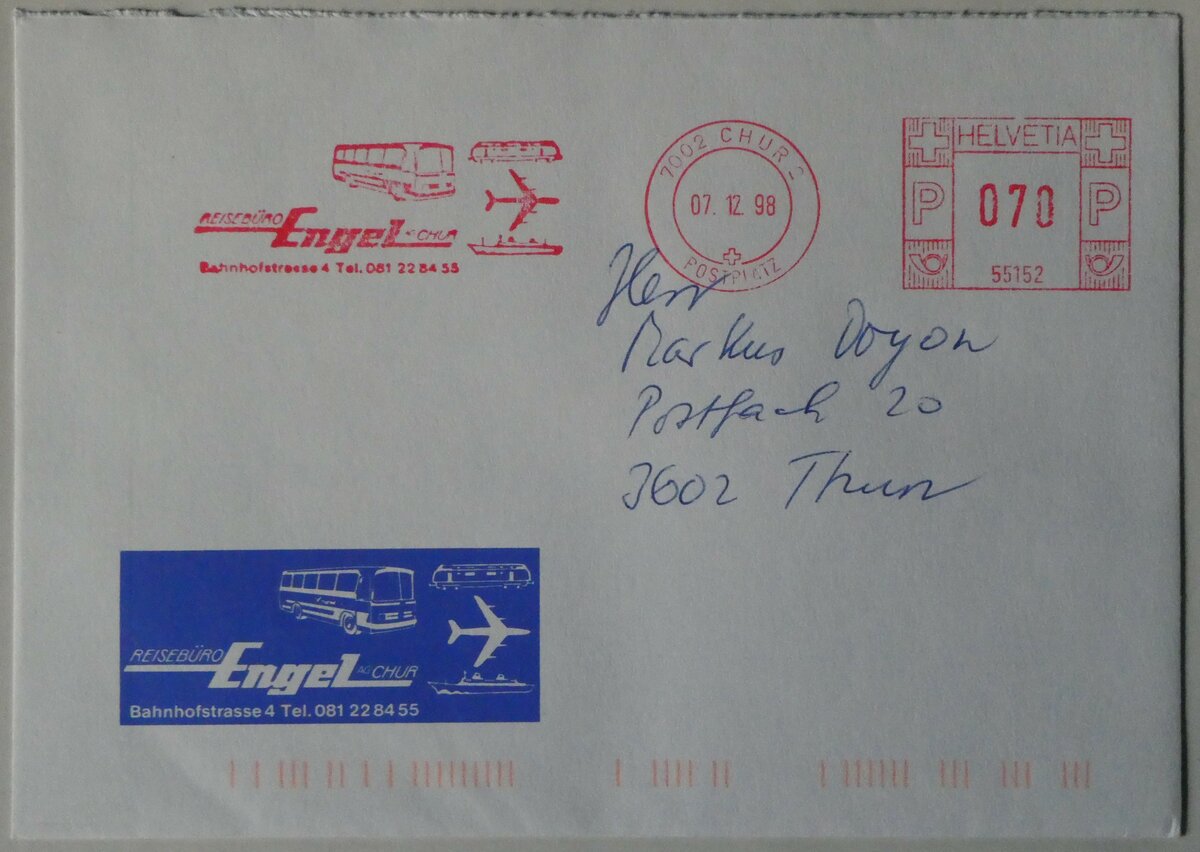 REISEBÜRO Engel AG CHUR
Bahnhofstrasse 4 Tel. 081 22 84 55
7002 CHUR 2
07. 12. 98
POSTPLATZ
HELVETIA
P 070 P
55152
Herr
Markus Doyon
Postfach 20
3602 Thun
REISEBÜRO Engel AG CHUR
Bahnhofstrasse 4 Tel. 081 22 84 55